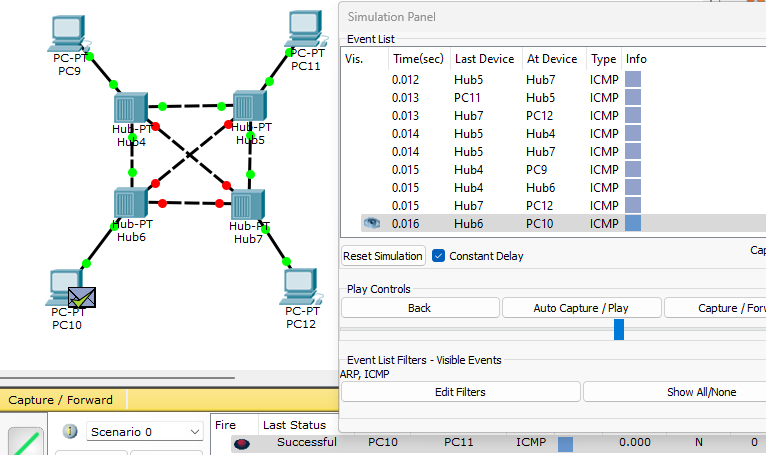 Simulation Panel
Event List
Vis. Time(sec) Last Device At Device Type Info
0.012 Hub5 Hub7 ICMP
0.013 PC11 Hub5 ICMP
0.013 Hub7 PC12 ICMP
0.014 Hub5 Hub4 ICMP
0.014 Hub5 Hub7 ICMP
0.015 Hub4 PC9 ICMP
0.015 Hub4 Hub6 ICMP
0.015 Hub7 PC12 ICMP
0.016 Hub6 PC10 ICMP
Reset Simulation Constant Delay Cap
Play Controls
Back Auto Capture / Play Capture / Forw
Event List Filters - Visible Events
ARP, ICMP
Edit Filters Show All/None
PC-PT
PC9
PC-PT
PC11
Hub-PT
Hub4
Hub-PT
Hub5
Hub-PT
Hub6
Hub-PT
Hub7
PC-PT
PC10
PC-PT
PC12
Capture / Forward
Scenario 0
Fire Last Status
Successful PC10 PC11 ICMP 0.000 N 0